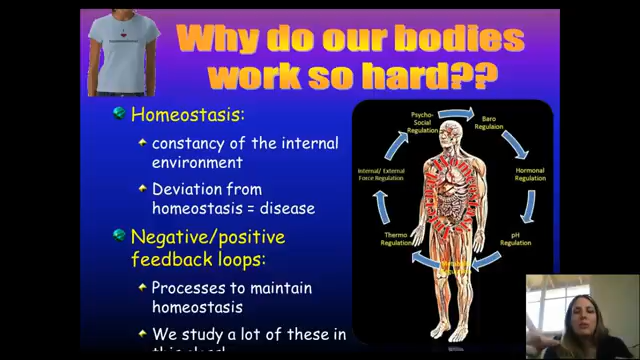 Why do our bodies
work so hard??
Homeostasis:
constancy of the internal
environment
Deviation from
homeostasis = disease
Negative/positive
feedback loops:
Processes to maintain
homeostasis
We study a lot of these in
this class!
Psycho-
Social
Regulation
Baro
Regulaion
Hormonal
Regulation
pH
Regulation
Thermo
Regulation
Internal/ External
Force Regulation